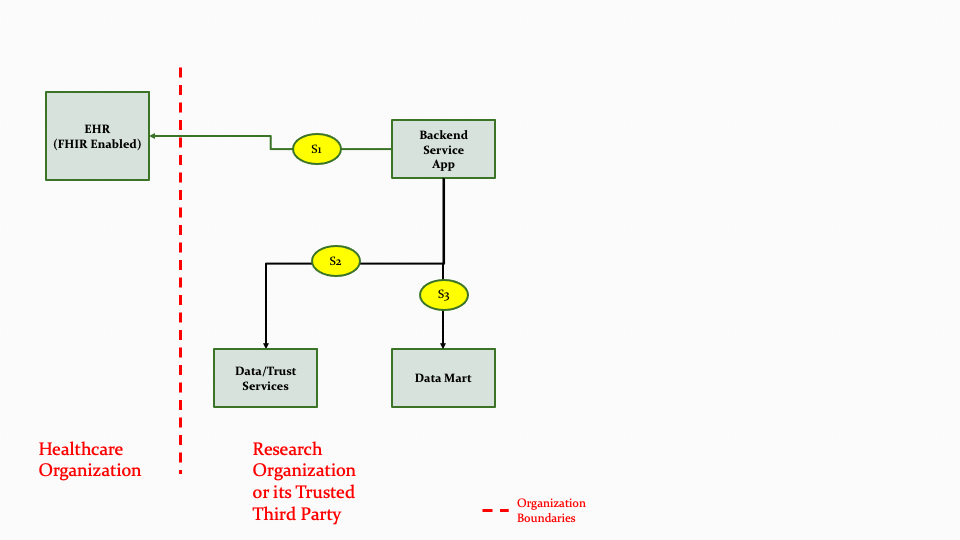 EHR
(FHIR Enabled)
S1
Backend
Service
App
S2
S3
Data/Trust
Services
Data Mart
Healthcare
Organization
Research
Organization
or its Trusted
Third Party
Organization
Boundaries